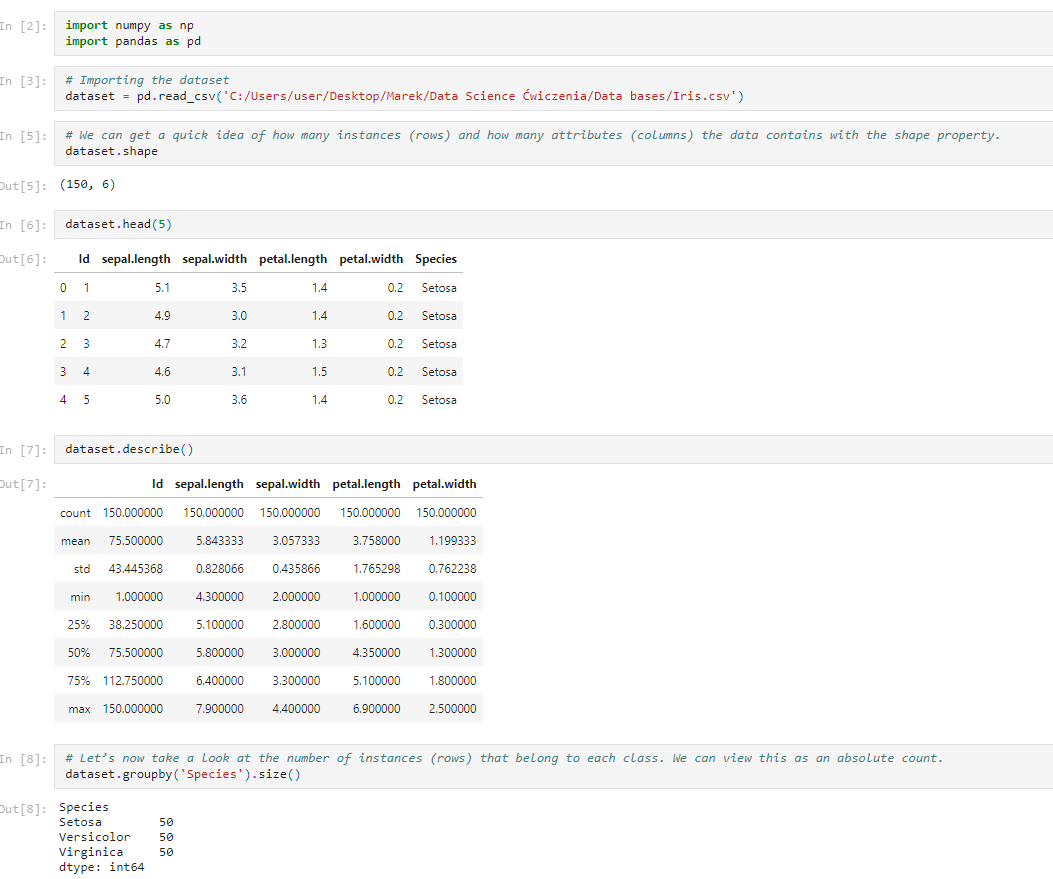 In [2]:
import numpy as np
import pandas as pd
In [3]:
# Importing the dataset
dataset = pd.read_csv('C:/Users/user/Desktop/Marek/Data Science Ćwiczenia/Data bases/Iris.csv')
In [5]:
# We can get a quick idea of how many instances (rows) and how many attributes (columns) the data contains with the shape property.
dataset.shape
Out[5]: (150, 6)
In [6]: dataset.head(5)
Out[6]:
Id sepal.length sepal.width petal.length petal.width Species
0 1 5.1 3.5 1.4 0.2 Setosa
1 2 4.9 3.0 1.4 0.2 Setosa
2 3 4.7 3.2 1.3 0.2 Setosa
3 4 4.6 3.1 1.5 0.2 Setosa
4 5 5.0 3.6 1.4 0.2 Setosa
In [7]: dataset.describe()
Out[7]:
Id sepal.length sepal.width petal.length petal.width
count 150.000000 150.000000 150.000000 150.000000 150.000000
mean 75.500000 5.843333 3.057333 3.758000 1.199333
std 43.445368 0.828066 0.435866 1.765298 0.762238
min 1.000000 4.300000 2.000000 1.000000 0.100000
25% 38.250000 5.100000 2.800000 1.600000 0.300000
50% 75.500000 5.800000 3.000000 4.350000 1.300000
75% 112.750000 6.400000 3.300000 5.100000 1.800000
max 150.000000 7.900000 4.400000 6.900000 2.500000
In [8]:
# Let’s now take a look at the number of instances (rows) that belong to each class. We can view this as an absolute count.
dataset.groupby('Species').size()
Out[8]:
Species
Setosa 50
Versicolor 50
Virginica 50
dtype: int64